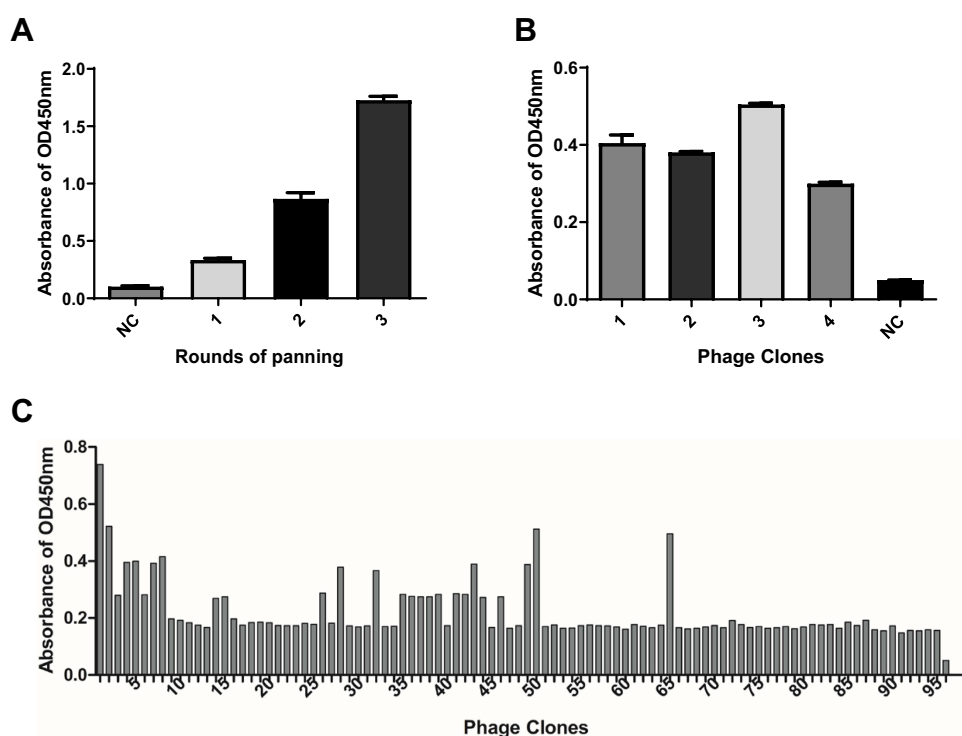 A
Absorbance of OD450nm
2.0
1.5
1.0
0.5
0.0
NC 1 2 3
Rounds of panning
B
Absorbance of OD450nm
0.6
0.4
0.2
0.0
1 2 3 4 NC
Phage Clones
C
Absorbance of OD450nm
0.8
0.6
0.4
0.2
0.0
5 10 15 20 25 30 35 40 45 50 55 60 65 70 75 80 85 90 95
Phage Clones